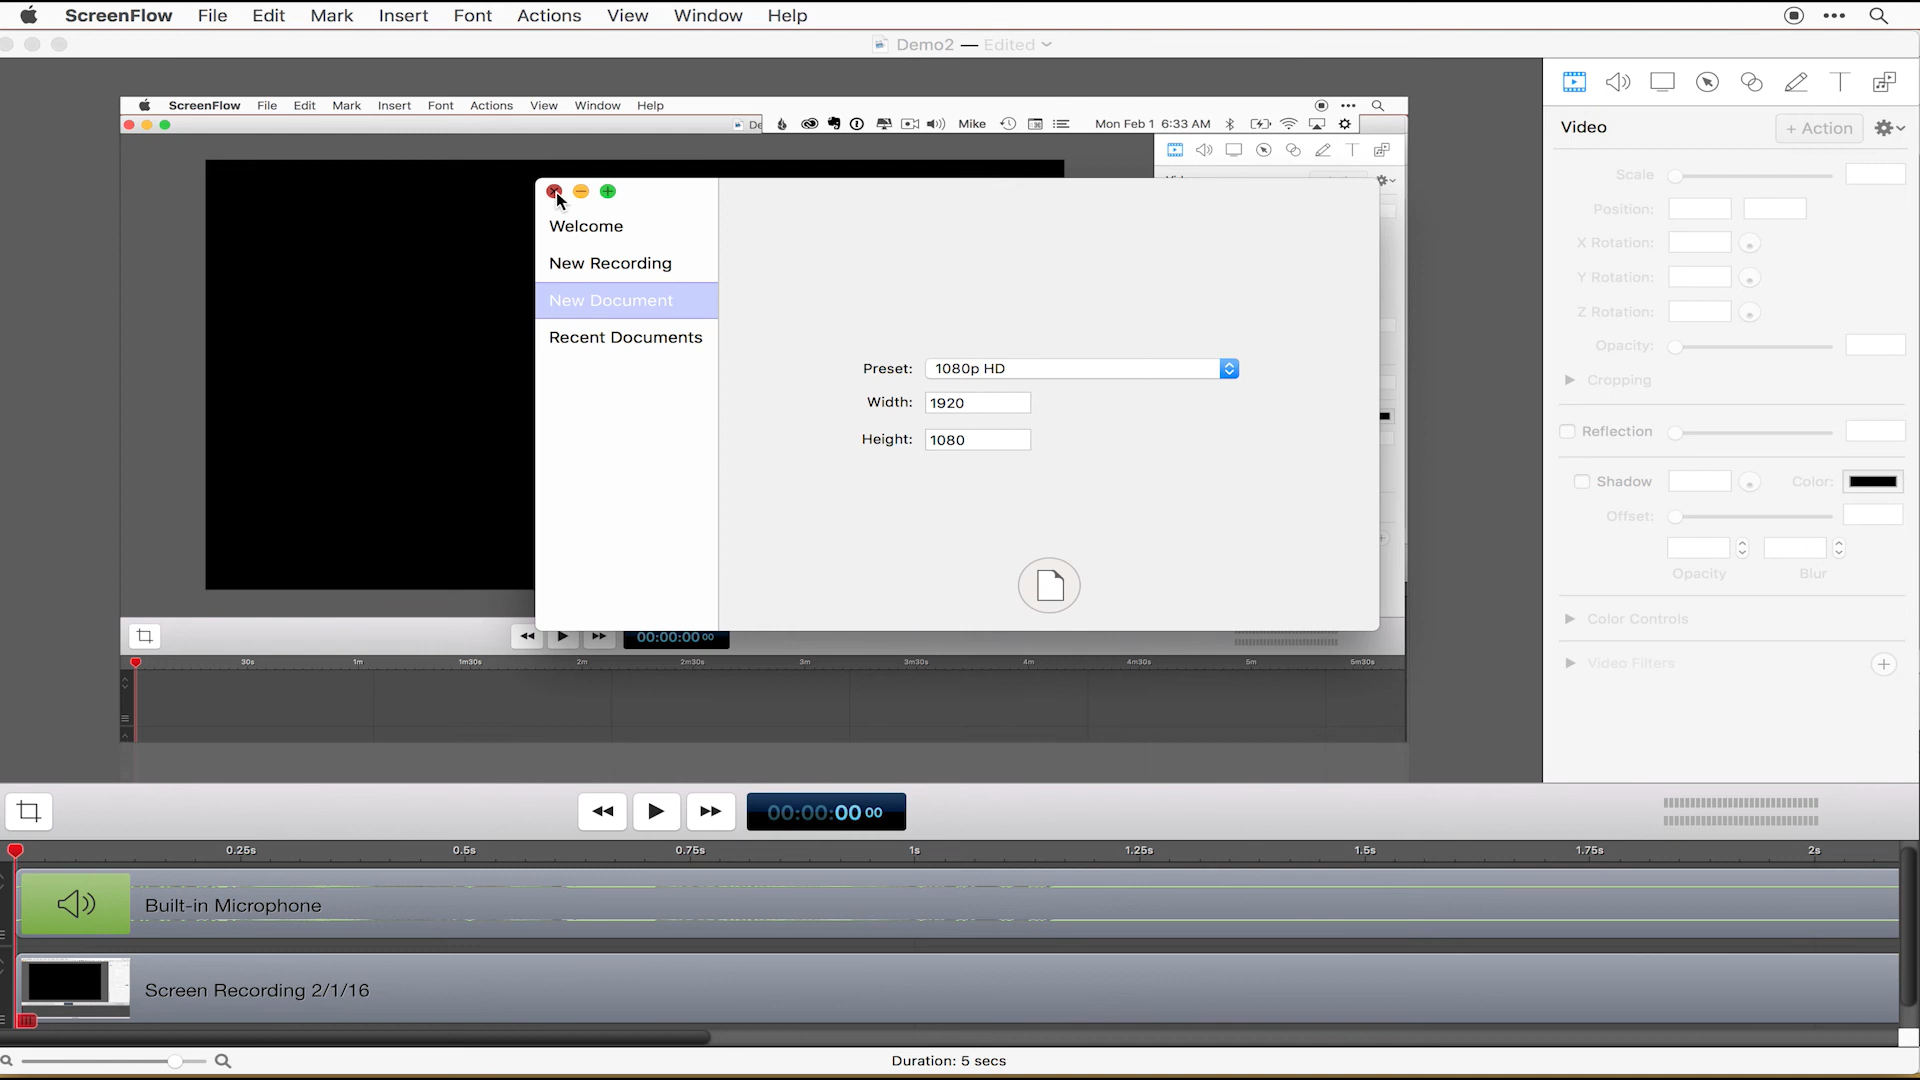 ScreenFlow File Edit Mark Insert Font Actions View Window Help
Demo2 — Edited
ScreenFlow File Edit Mark Insert Font Actions View Window Help
De Mike Mon Feb 1 6:33 AM
Welcome
New Recording
New Document
Recent Documents
Preset: 1080p HD
Width: 1920
Height: 1080
00:00:00 00
30s 1m 1m30s 2m 2m30s 3m 3m30s 4m 4m30s 5m 5m30s
Video + Action
Scale
Position:
X Rotation:
Y Rotation:
Z Rotation:
Opacity:
Cropping
Reflection
Shadow Color:
Offset:
Opacity Blur
Color Controls
Video Filters
00:00:00 00
0.25s 0.5s 0.75s 1s 1.25s 1.5s 1.75s 2s
Built-in Microphone
Screen Recording 2/1/16
Duration: 5 secs